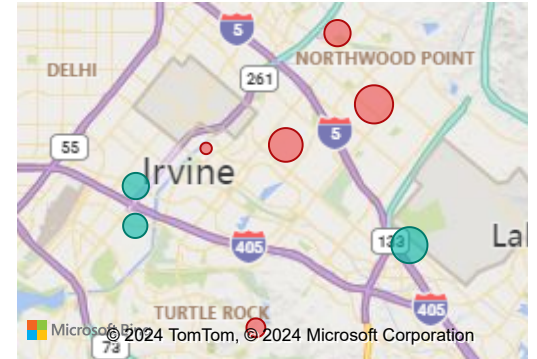 5
NORTHWOOD POINT
DELHI
261
5
55
Irvine
133
405
405
TURTLE ROCK
Microsoft Bing
73
© 2024 TomTom, © 2024 Microsoft Corporation